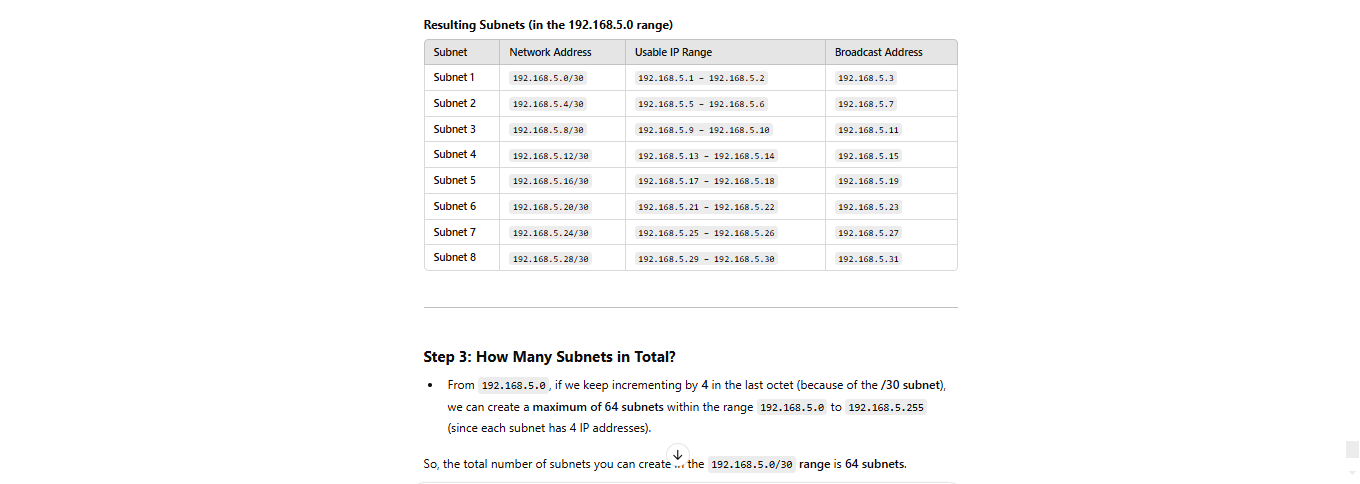 Resulting Subnets (in the 192.168.5.0 range)
Subnet Network Address Usable IP Range Broadcast Address
Subnet 1 192.168.5.0/30 192.168.5.1 – 192.168.5.2 192.168.5.3
Subnet 2 192.168.5.4/30 192.168.5.5 – 192.168.5.6 192.168.5.7
Subnet 3 192.168.5.8/30 192.168.5.9 – 192.168.5.10 192.168.5.11
Subnet 4 192.168.5.12/30 192.168.5.13 – 192.168.5.14 192.168.5.15
Subnet 5 192.168.5.16/30 192.168.5.17 – 192.168.5.18 192.168.5.19
Subnet 6 192.168.5.20/30 192.168.5.21 – 192.168.5.22 192.168.5.23
Subnet 7 192.168.5.24/30 192.168.5.25 – 192.168.5.26 192.168.5.27
Subnet 8 192.168.5.28/30 192.168.5.29 – 192.168.5.30 192.168.5.31
Step 3: How Many Subnets in Total?
• From 192.168.5.0, if we keep incrementing by 4 in the last octet (because of the /30 subnet),
we can create a maximum of 64 subnets within the range 192.168.5.0 to 192.168.5.255
(since each subnet has 4 IP addresses).
So, the total number of subnets you can create the 192.168.5.0/30 range is 64 subnets.